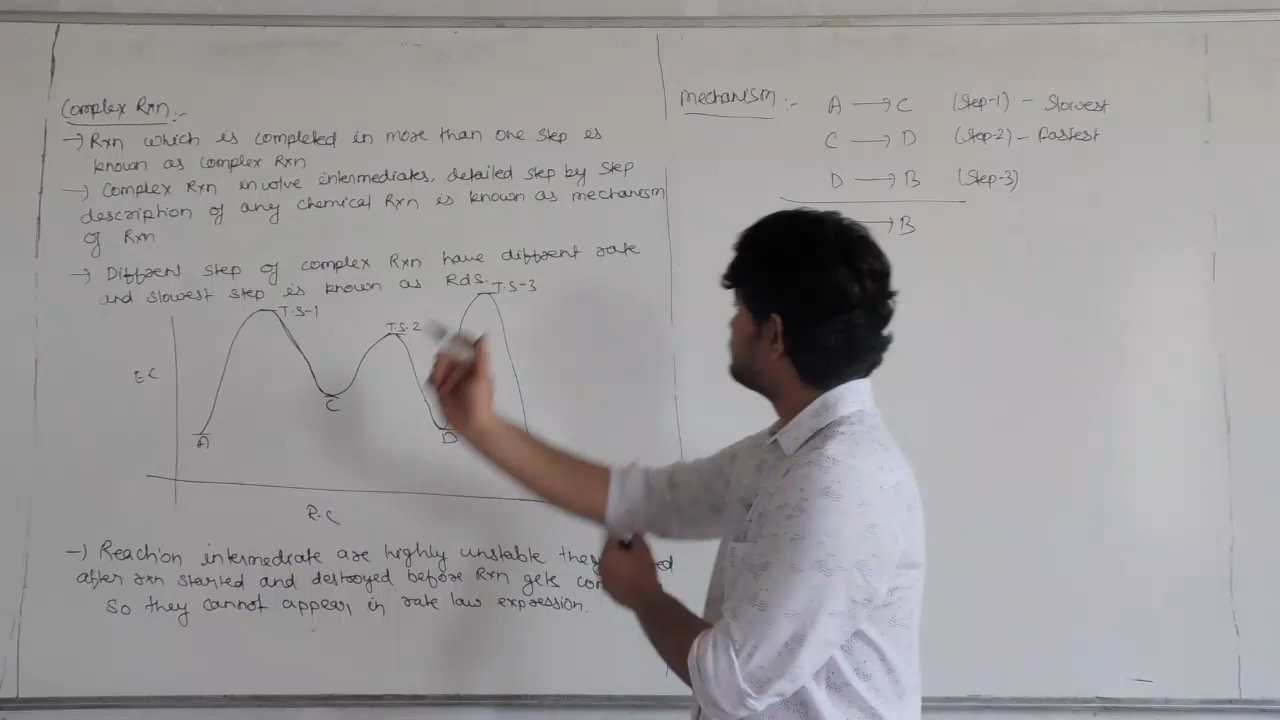 Complex Rxn :-
→ Rxn which is completed in more than one step is
known as complex Rxn
→ Complex Rxn involve intermediates, detailed step by step
description of any chemical Rxn is known as mechanism
of Rxn
→ Diffrent step of complex Rxn have diffrent rate
and slowest step is known as Rds.
T.S-1
T.S.2
T.S-3
EC
A
C
D
R.C
→ Reaction intermediate are highly unstable they
after rxn started and destroyed before Rxn gets
so they cannot appear in rate law expression.
Mechanism :- A → C (Step-1) - Slowest
C → D (Step-2) - fastest
D → B (Step-3)
→ B